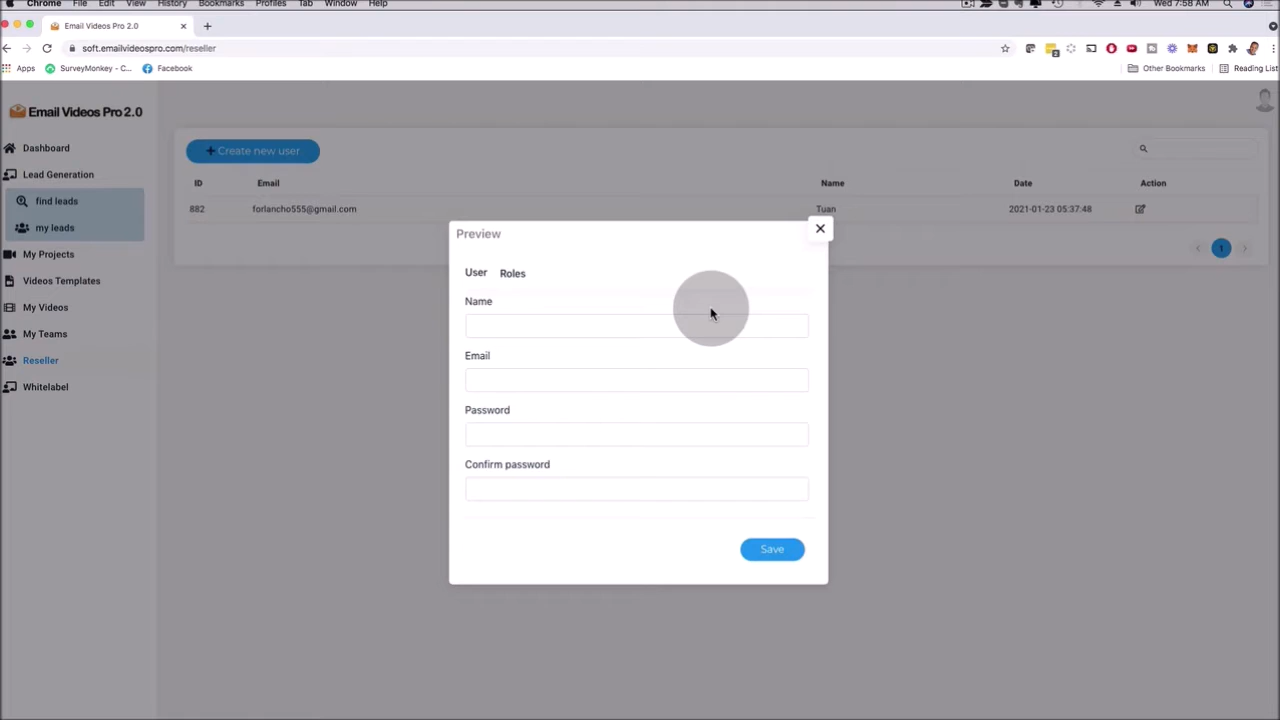 Chrome File Edit View History Bookmarks Profiles Tab Window Help Wed 7:58 AM
Email Videos Pro 2.0
soft.emailvideospro.com/reseller
Apps SurveyMonkey - C... Facebook Other Bookmarks Reading List
Email Videos Pro 2.0
Dashboard
Lead Generation
find leads
my leads
My Projects
Videos Templates
My Videos
My Teams
Reseller
Whitelabel
+ Create new user
ID Email Name Date Action
882 forlancho555@gmail.com Tuan 2021-01-23 05:37:48
1
Preview
User Roles
Name
Email
Password
Confirm password
Save